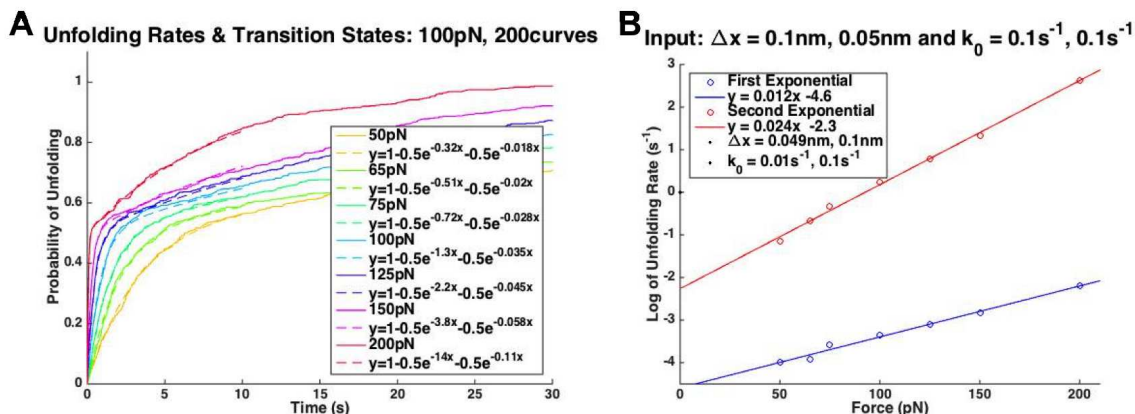 A
Unfolding Rates & Transition States: 100pN, 200curves
Probability of Unfolding
1
0.8
0.6
0.4
0.2
0
0 5 10 15 20 25 30
Time (s)
50pN
y=1-0.5e^-0.32x-0.5e^-0.018x
65pN
y=1-0.5e^-0.51x-0.5e^-0.02x
75pN
y=1-0.5e^-0.72x-0.5e^-0.028x
100pN
y=1-0.5e^-1.3x-0.5e^-0.035x
125pN
y=1-0.5e^-2.2x-0.5e^-0.045x
150pN
y=1-0.5e^-3.8x-0.5e^-0.058x
200pN
y=1-0.5e^-14x-0.5e^-0.11x
B
Input: Δx = 0.1nm, 0.05nm and k₀ = 0.1s⁻¹, 0.1s⁻¹
Log of Unfolding Rate (s⁻¹)
3
2
1
0
-1
-2
-3
-4
0 50 100 150 200
Force (pN)
First Exponential
y = 0.012x -4.6
Second Exponential
y = 0.024x -2.3
Δx = 0.049nm, 0.1nm
k₀ = 0.01s⁻¹, 0.1s⁻¹